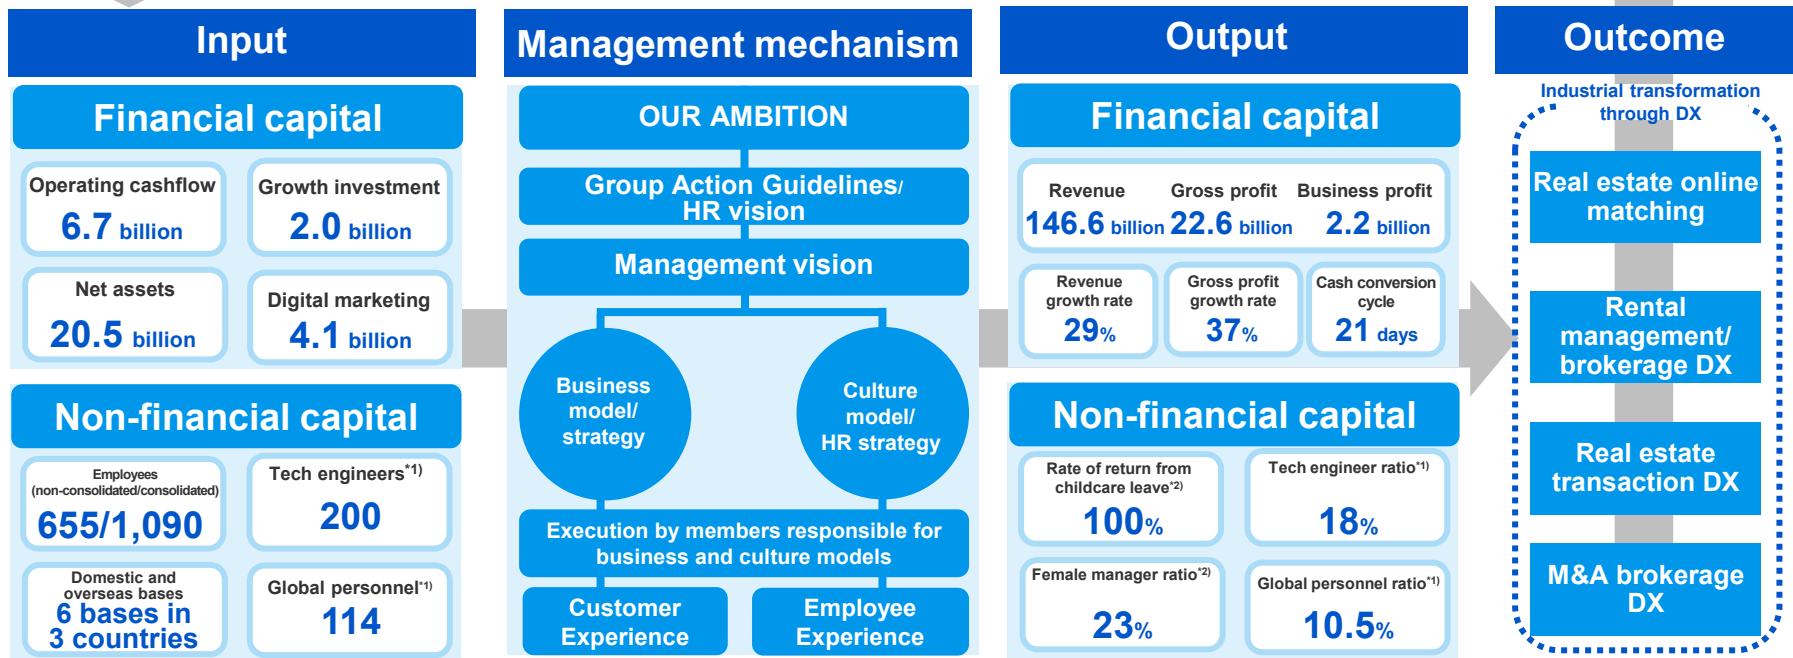 Input
Financial capital
Operating cashflow
6.7 billion
Growth investment
2.0 billion
Net assets
20.5 billion
Digital marketing
4.1 billion
Non-financial capital
Employees
(non-consolidated/consolidated)
655/1,090
Tech engineers*1)
200
Domestic and
overseas bases
6 bases in
3 countries
Global personnel*1)
114
Management mechanism
OUR AMBITION
Group Action Guidelines/
HR vision
Management vision
Business
model/
strategy
Culture
model/
HR strategy
Execution by members responsible for
business and culture models
Customer
Experience
Employee
Experience
Output
Financial capital
Revenue
146.6 billion
Gross profit
22.6 billion
Business profit
2.2 billion
Revenue
growth rate
29%
Gross profit
growth rate
37%
Cash conversion
cycle
21 days
Non-financial capital
Rate of return from
childcare leave*2)
100%
Tech engineer ratio*1)
18%
Female manager ratio*2)
23%
Global personnel ratio*1)
10.5%
Outcome
Industrial transformation
through DX
Real estate online
matching
Rental
management/
brokerage DX
Real estate
transaction DX
M&A brokerage
DX